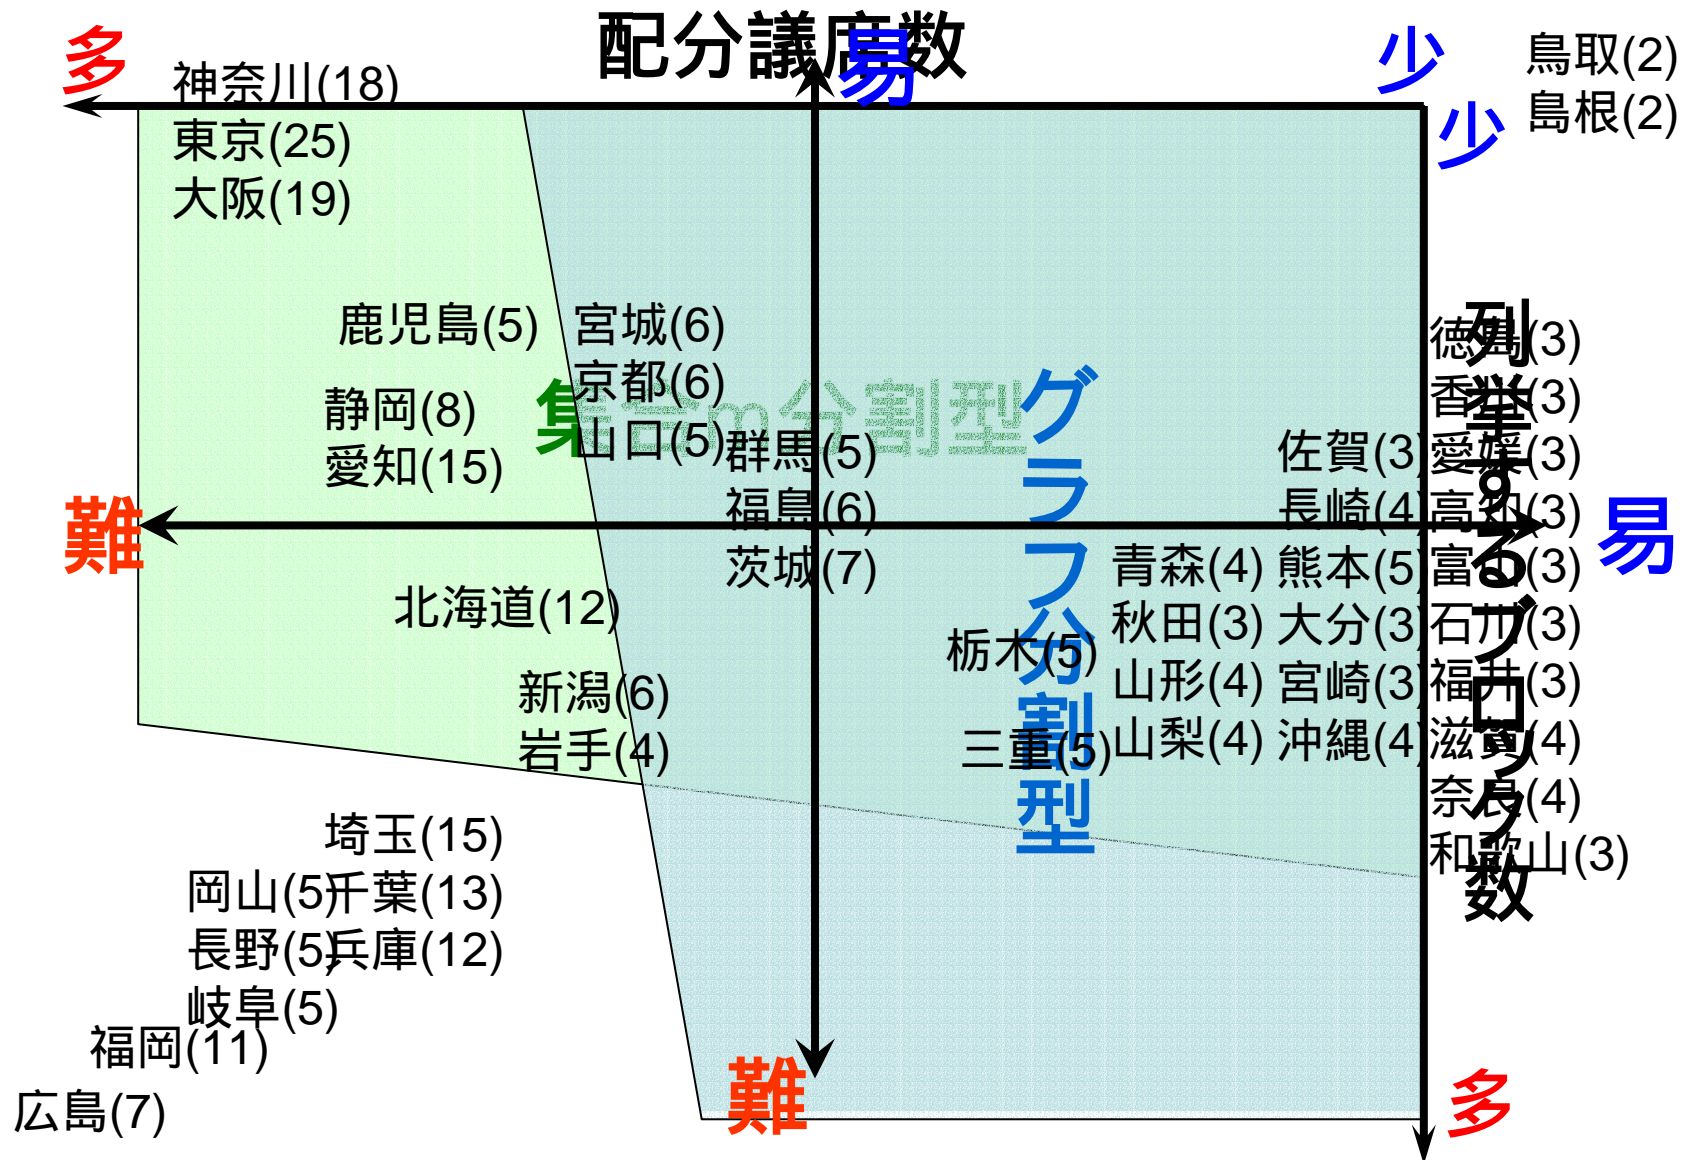 配分議席数
多
易
少
少
鳥取(2)
島根(2)
神奈川(18)
東京(25)
大阪(19)
鹿児島(5)
静岡(8)
愛知(15)
宮城(6)
京都(6)
山口(5)
集合m分割型
群馬(5)
福島(6)
茨城(7)
グラフ分割型
佐賀(3)
長崎(4)
熊本(5)
大分(3)
宮崎(3)
沖縄(4)
徳島(3)
香川(3)
愛媛(3)
高知(3)
富山(3)
石川(3)
福井(3)
滋賀(4)
奈良(4)
和歌山(3)
列挙するブロック数
難
易
青森(4)
秋田(3)
山形(4)
山梨(4)
北海道(12)
栃木(5)
三重(5)
新潟(6)
岩手(4)
埼玉(15)
千葉(13)
兵庫(12)
岡山(5)
長野(5)
岐阜(5)
福岡(11)
広島(7)
難
多